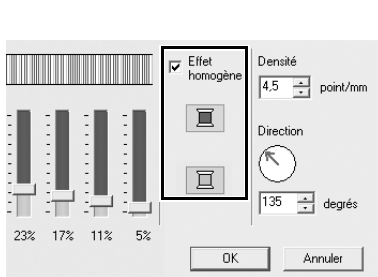 Effet
homogène
Densité
4,5 point/mm
Direction
135 degrés
23% 17% 11% 5%
OK Annuler